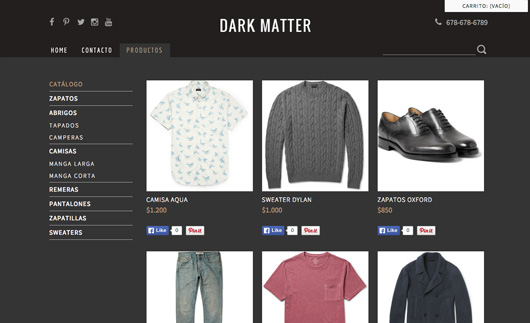 CARRITO: (VACÍO)
DARK MATTER
678-678-6789
HOME CONTACTO PRODUCTOS
CATÁLOGO
ZAPATOS
ABRIGOS
TAPADOS
CAMPERAS
CAMISAS
MANGA LARGA
MANGA CORTA
REMERAS
PANTALONES
ZAPATILLAS
SWEATERS
CAMISA AQUA
$1.200
Like 0 Pin it
SWEATER DYLAN
$1.000
Like 0 Pin it
ZAPATOS OXFORD
$850
Like 0 Pin it